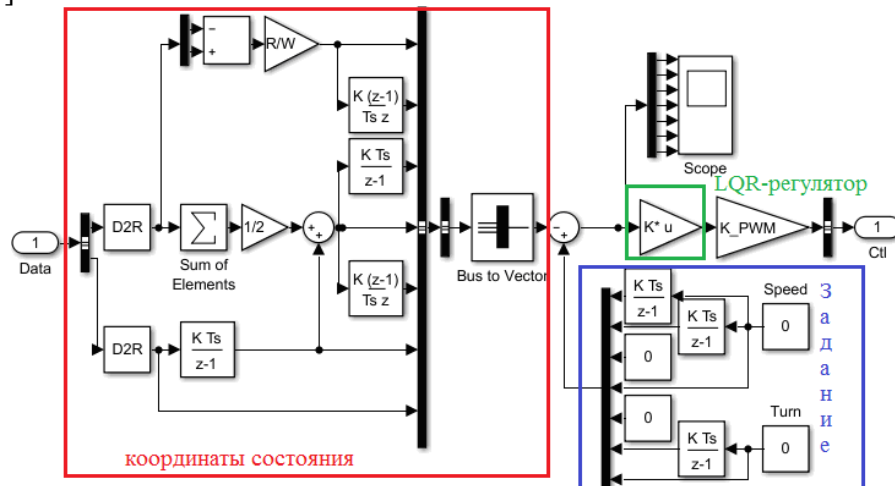 ]
−
+
R/W
K (z-1)
Ts z
K Ts
z-1
Scope
LQR-регулятор
1
Data
D2R
Sum of
Elements
1/2
+
+
K (z-1)
Ts z
Bus to Vector
−
+
K* u
K_PWM
1
Ctl
D2R
K Ts
z-1
K Ts
z-1
K Ts
z-1
Speed
0
0
0
Turn
K Ts
z-1
0
Задание
координаты состояния